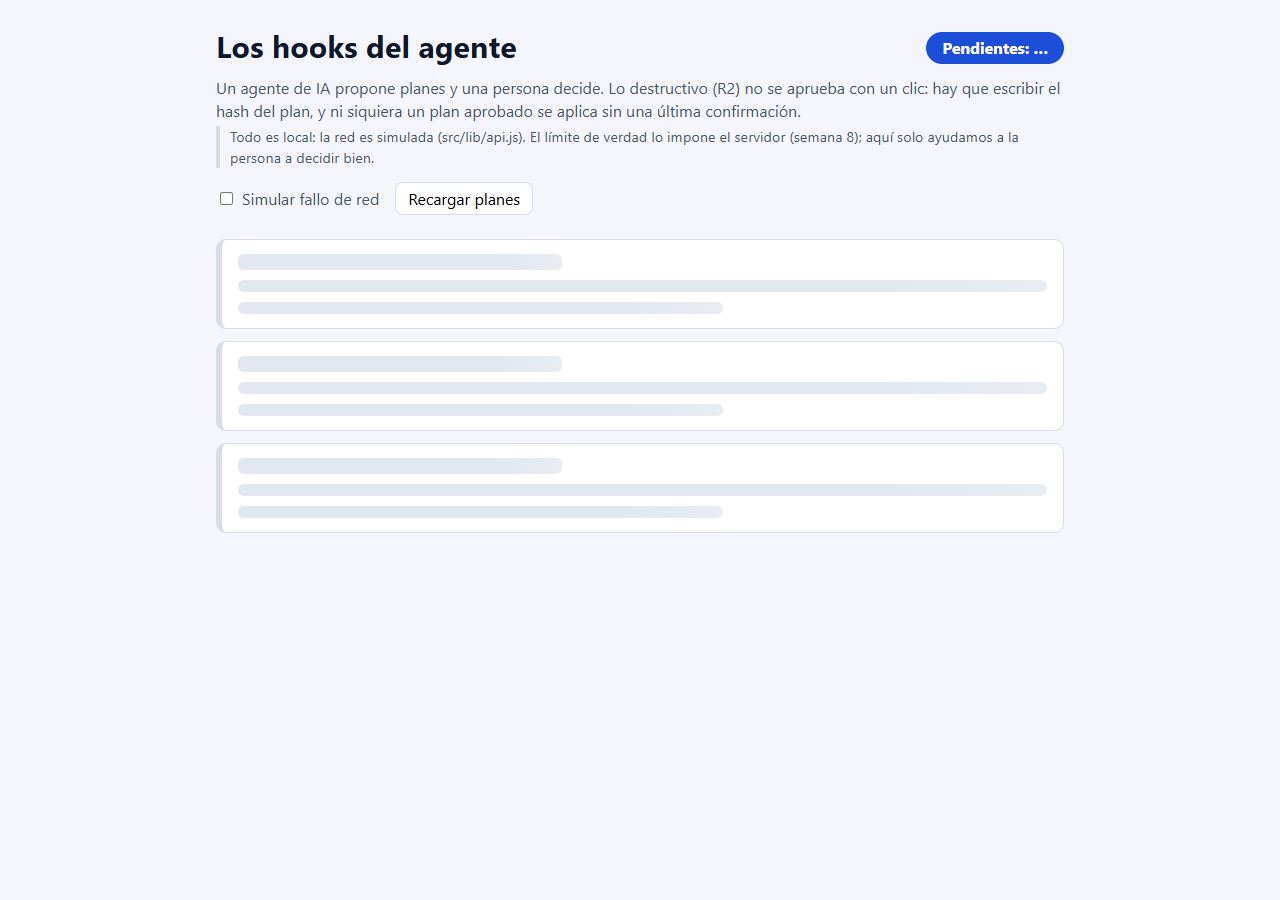 Los hooks del agente
Pendientes: ...
Un agente de IA propone planes y una persona decide. Lo destructivo (R2) no se aprueba con un clic: hay que escribir el
hash del plan, y ni siquiera un plan aprobado se aplica sin una última confirmación.
Todo es local: la red es simulada (src/lib/api.js). El límite de verdad lo impone el servidor (semana 8); aquí solo ayudamos a la
persona a decidir bien.
Simular fallo de red
Recargar planes